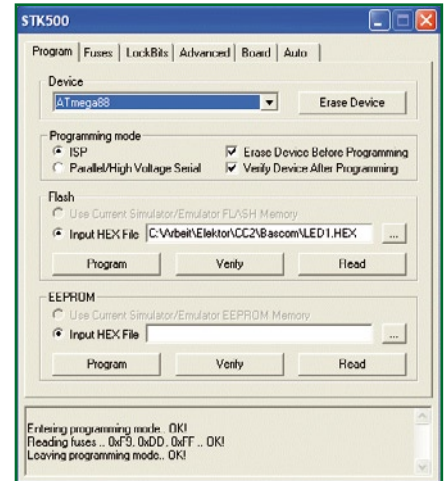 STK500
Program Fuses LockBits Advanced Board Auto
Device
ATmega88 Erase Device
Programming mode
ISP Erase Device Before Programming
Parallel/High Voltage Serial Verify Device After Programming
Flash
Use Current Simulator/Emulator FLASH Memory
Input HEX File C:\Arbeit\Elektor\CC2\Bascom\LED1.HEX ...
Program Verify Read
EEPROM
Use Current Simulator/Emulator EEPROM Memory
Input HEX File ...
Program Verify Read
Entering programming mode.. OK!
Reading fuses .. 0xF9, 0xDD, 0xFF .. OK!
Leaving programming mode.. OK!